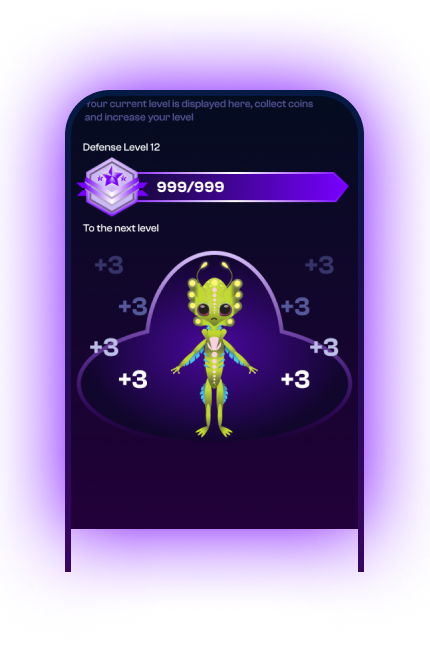 Your current level is displayed here, collect coins
and increase your level
Defense Level 12
999/999
To the next level
+3 +3
+3 +3
+3 +3
+3 +3